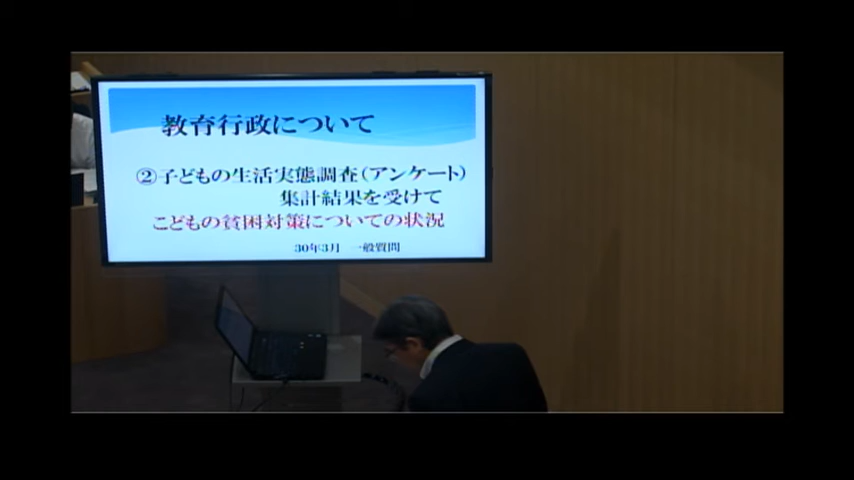 教育行政について
②子どもの生活実態調査(アンケート)
集計結果を受けて
こどもの貧困対策についての状況
30年3月 一般質問